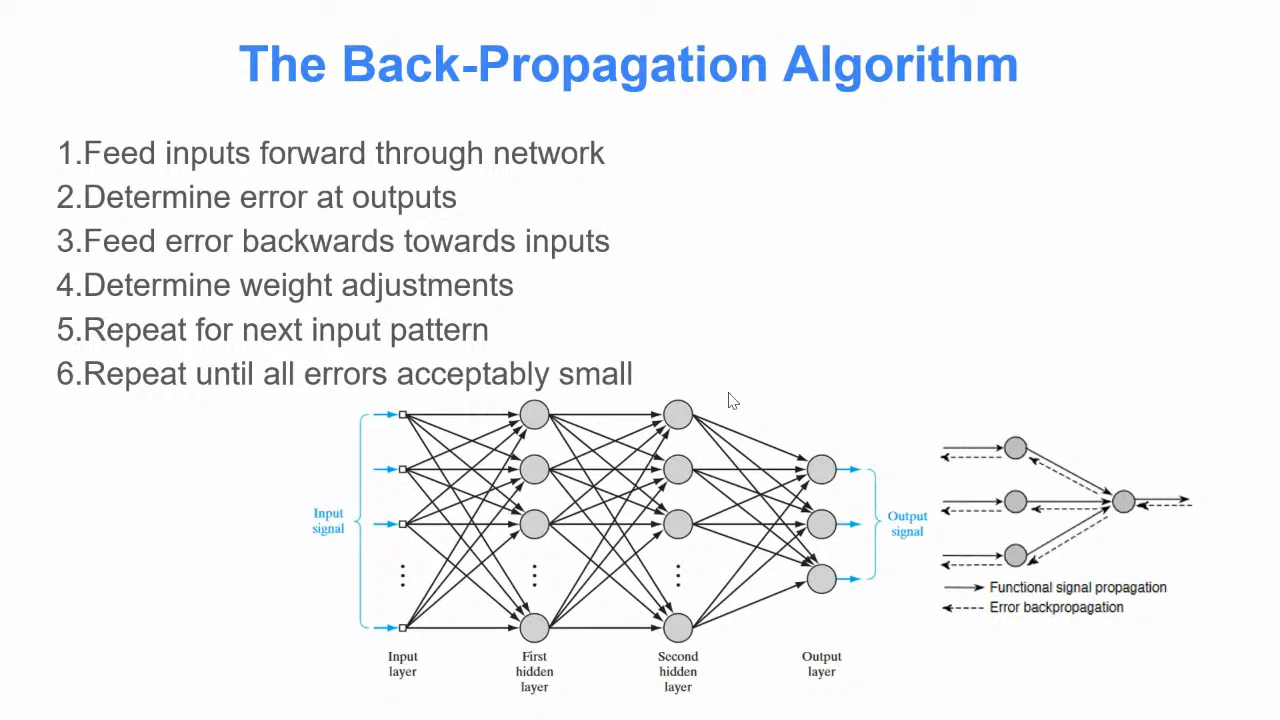 The Back-Propagation Algorithm
1.Feed inputs forward through network
2.Determine error at outputs
3.Feed error backwards towards inputs
4.Determine weight adjustments
5.Repeat for next input pattern
6.Repeat until all errors acceptably small
Input
signal
Output
signal
Functional signal propagation
Error backpropagation
Input
layer
First
hidden
layer
Second
hidden
layer
Output
layer